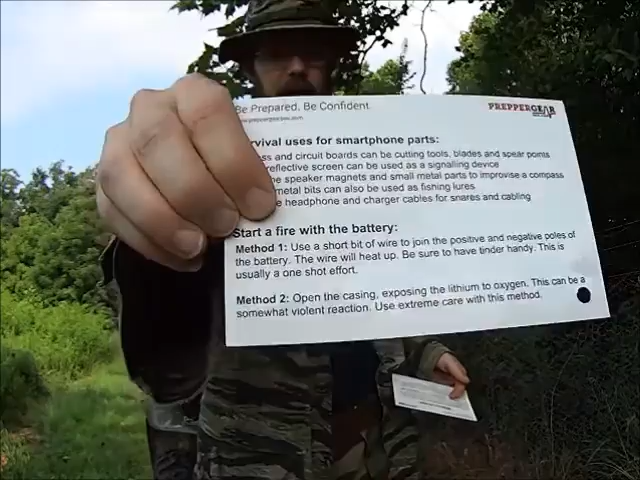 Be Prepared. Be Confident.
PREPPERGEAR
vival uses for smartphone parts:
ss and circuit boards can be cutting tools, blades and spear points
reflective screen can be used as a signalling device
he speaker magnets and small metal parts to improvise a compass
metal bits can also be used as fishing lures
e headphone and charger cables for snares and cabling
Start a fire with the battery:
Method 1: Use a short bit of wire to join the positive and negative poles of
the battery. The wire will heat up. Be sure to have tinder handy. This is
usually a one shot effort.
Method 2: Open the casing, exposing the lithium to oxygen. This can be a
somewhat violent reaction. Use extreme care with this method.